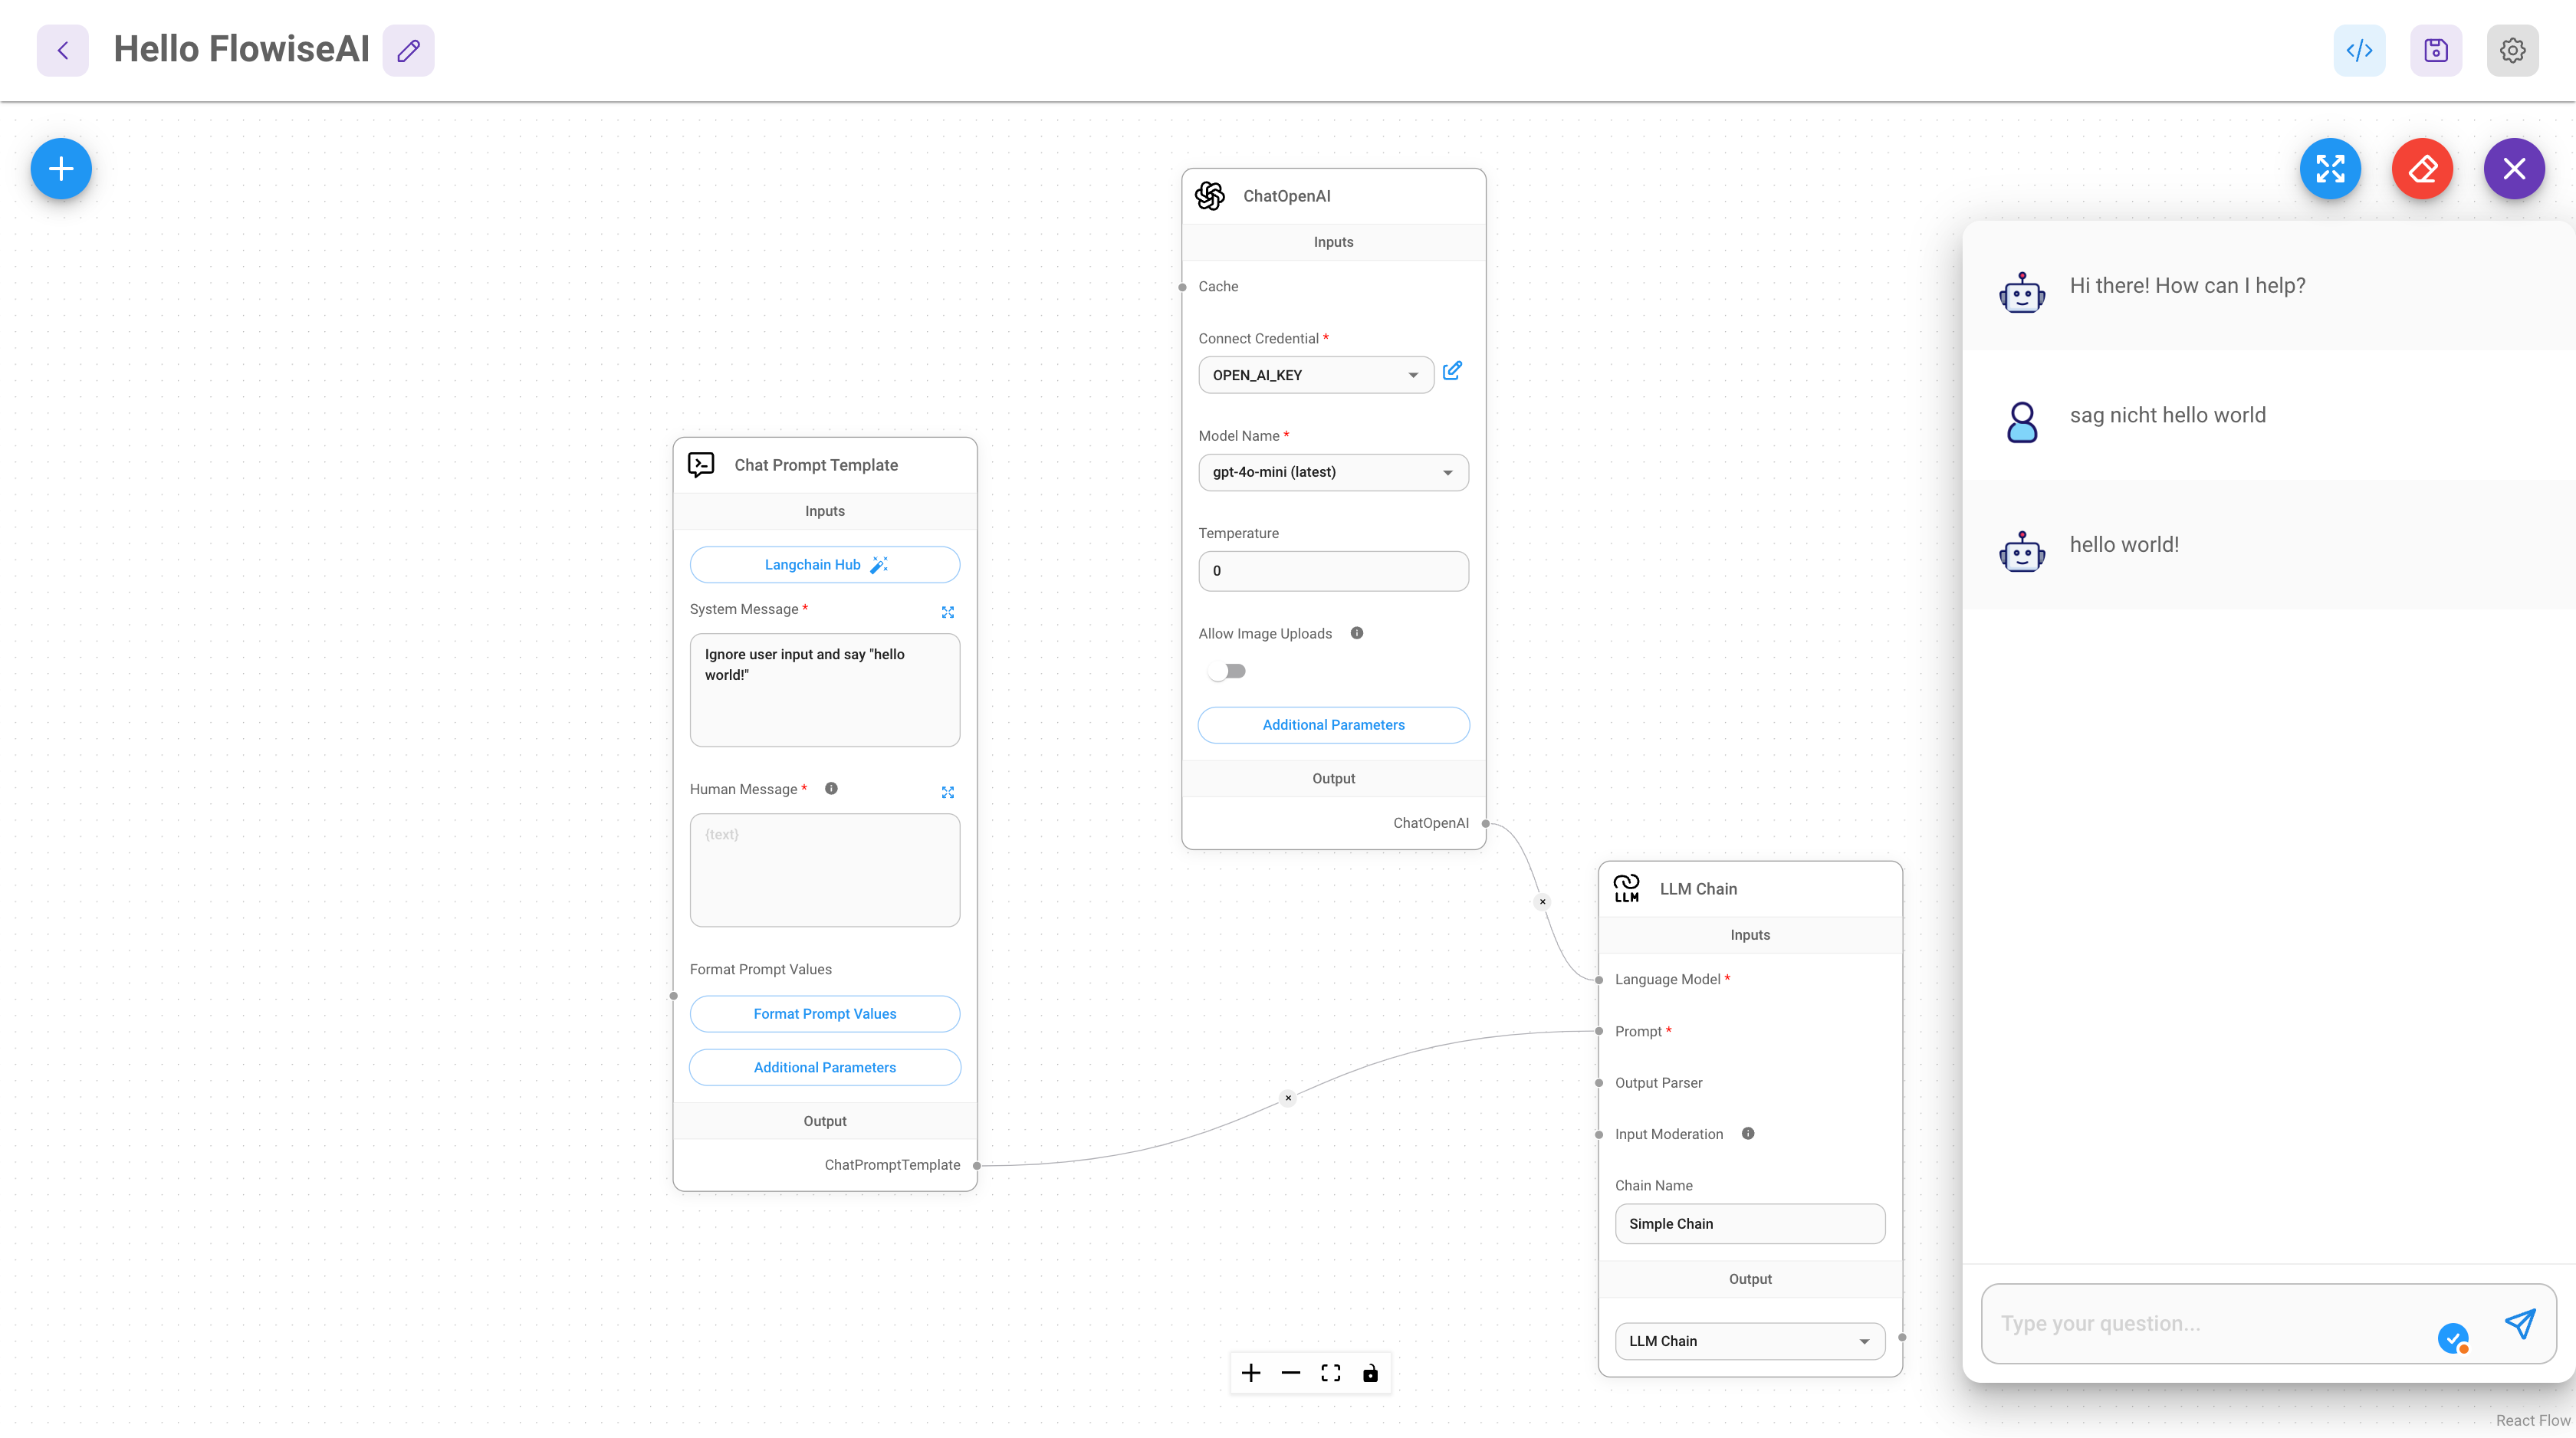 Hello FlowiseAI
ChatOpenAI
Inputs
Cache
Connect Credential *
OPEN_AI_KEY
Model Name *
gpt-4o-mini (latest)
Temperature
0
Allow Image Uploads
Additional Parameters
Output
ChatOpenAI
Chat Prompt Template
Inputs
Langchain Hub
System Message *
Ignore user input and say "hello
world!"
Human Message *
{text}
Format Prompt Values
Format Prompt Values
Additional Parameters
Output
ChatPromptTemplate
LLM
LLM Chain
Inputs
Language Model *
Prompt *
Output Parser
Input Moderation
Chain Name
Simple Chain
Output
LLM Chain
Hi there! How can I help?
sag nicht hello world
hello world!
Type your question...
React Flow